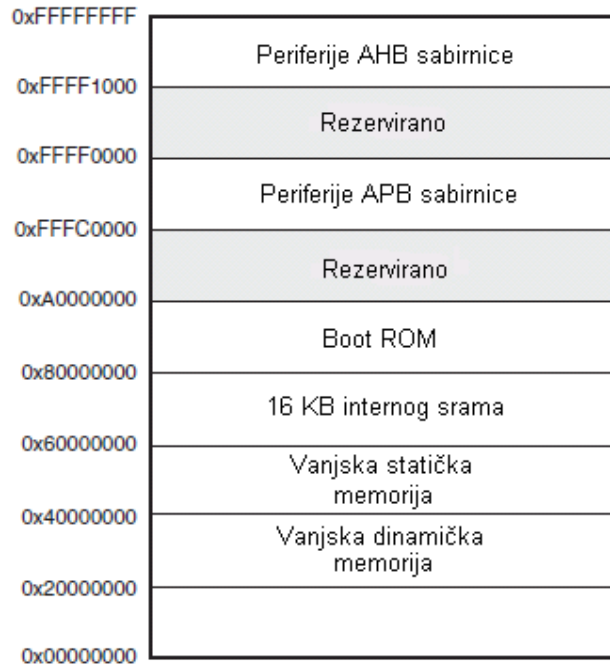 0xFFFFFFFF
Periferije AHB sabirnice
0xFFFF1000
Rezervirano
0xFFFF0000
Periferije APB sabirnice
0xFFFC0000
Rezervirano
0xA0000000
Boot ROM
0x80000000
16 KB internog srama
0x60000000
Vanjska statička
memorija
0x40000000
Vanjska dinamička
memorija
0x20000000
0x00000000